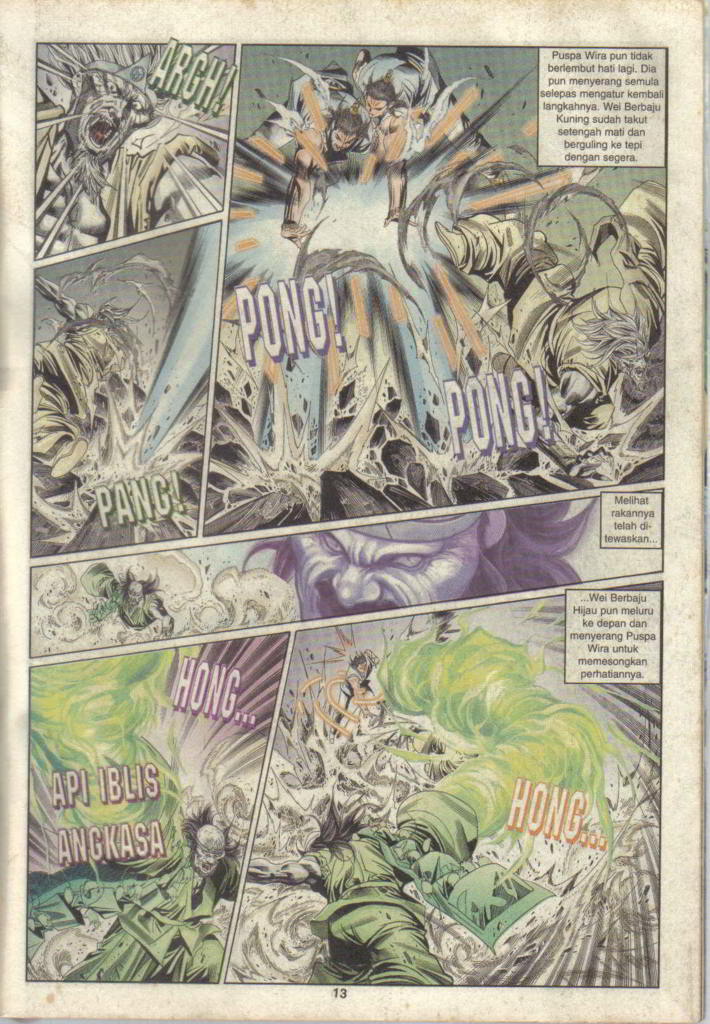 ARGH!
Puspa Wira pun tidak
berlembut hati lagi. Dia
pun menyerang semula
selepas mengatur kembali
langkahnya. Wei Berbaju
Kuning sudah takut
setengah mati dan
berguling ke tepi
dengan segera.
PONG!
PONG!
PANG!
Melihat
rakannya
telah di-
tewaskan...
...Wei Berbaju
Hijau pun meluru
ke depan dan
menyerang Puspa
Wira untuk
memesongkan
perhatiannya.
HONG...
API IBLIS
ANGKASA
HONG...
13